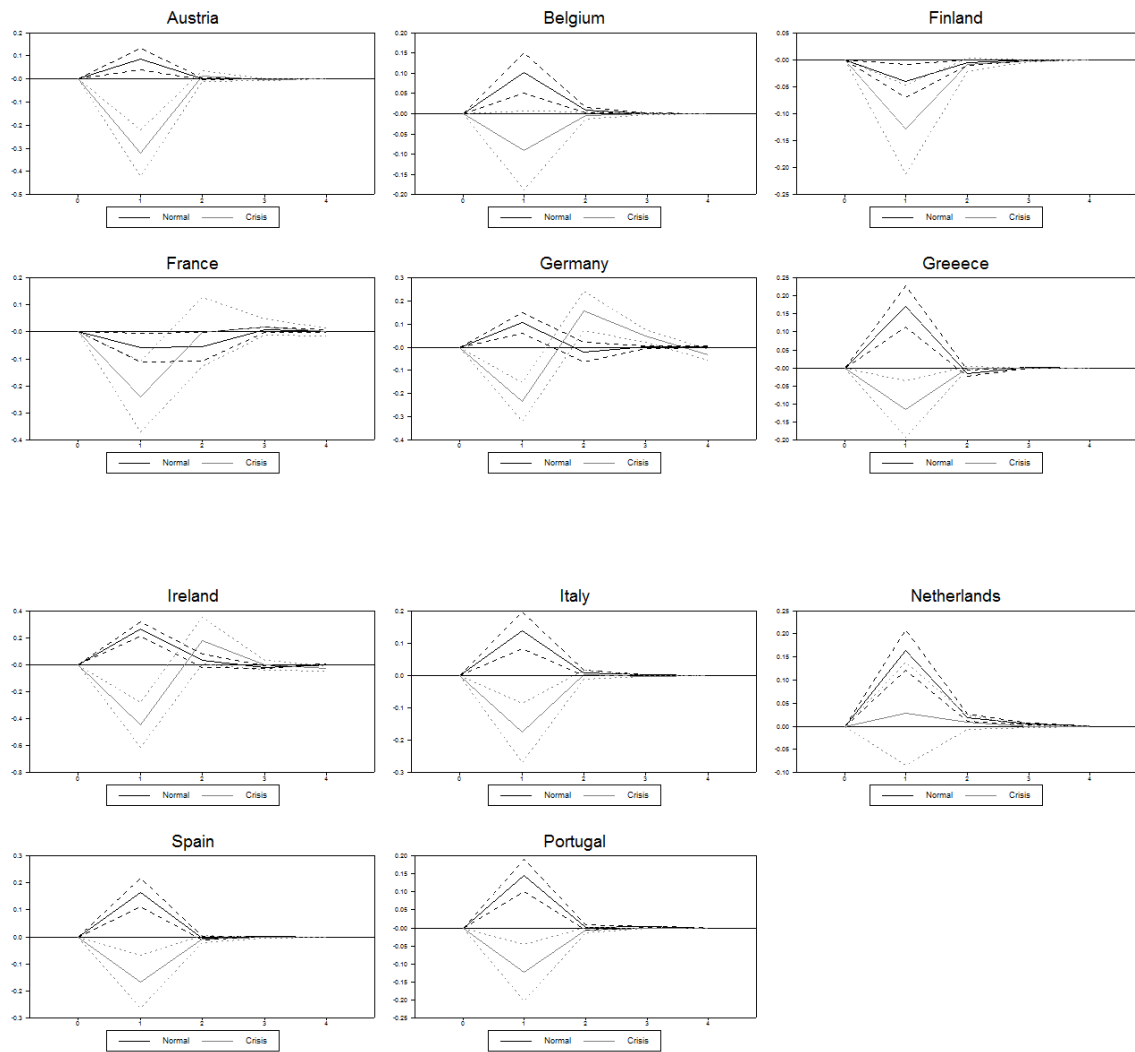 Austria
0.2
0.1
-0.0
-0.1
-0.2
-0.3
-0.4
-0.5
0 1 2 3 4
Normal Crisis
Belgium
0.20
0.15
0.10
0.05
-0.00
-0.05
-0.10
-0.15
-0.20
0 1 2 3 4
Normal Crisis
Finland
0.05
-0.00
-0.05
-0.10
-0.15
-0.20
-0.25
0 1 2 3 4
Normal Crisis
France
0.2
0.1
-0.0
-0.1
-0.2
-0.3
-0.4
0 1 2 3 4
Normal Crisis
Germany
0.3
0.2
0.1
0.0
-0.1
-0.2
-0.3
-0.4
0 1 2 3 4
Normal Crisis
Greeece
0.25
0.20
0.15
0.10
0.05
-0.00
-0.05
-0.10
-0.15
-0.20
0 1 2 3 4
Normal Crisis
Ireland
0.4
0.2
-0.0
-0.2
-0.4
-0.6
-0.8
0 1 2 3 4
Normal Crisis
Italy
0.2
0.1
0.0
-0.1
-0.2
-0.3
0 1 2 3 4
Normal Crisis
Netherlands
0.25
0.20
0.15
0.10
0.05
-0.00
-0.05
-0.10
0 1 2 3 4
Normal Crisis
Spain
0.3
0.2
0.1
0.0
-0.1
-0.2
-0.3
0 1 2 3 4
Normal Crisis
Portugal
0.20
0.15
0.10
0.05
-0.00
-0.05
-0.10
-0.15
-0.20
-0.25
0 1 2 3 4
Normal Crisis